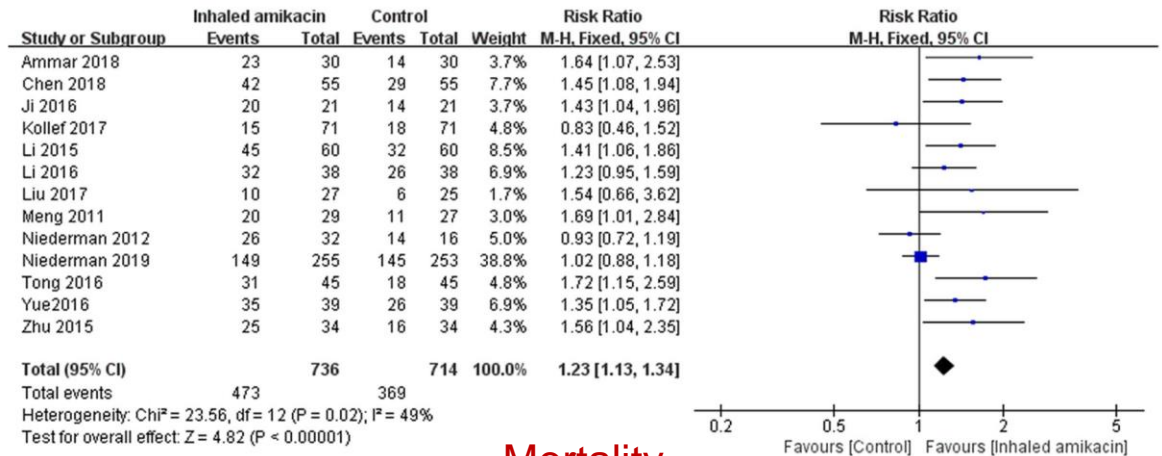 Inhaled amikacin Control Risk Ratio Risk Ratio
Study or Subgroup Events Total Events Total Weight M-H, Fixed, 95% CI M-H, Fixed, 95% CI
Ammar 2018 23 30 14 30 3.7% 1.64 [1.07, 2.53]
Chen 2018 42 55 29 55 7.7% 1.45 [1.08, 1.94]
Ji 2016 20 21 14 21 3.7% 1.43 [1.04, 1.96]
Kollef 2017 15 71 18 71 4.8% 0.83 [0.46, 1.52]
Li 2015 45 60 32 60 8.5% 1.41 [1.06, 1.86]
Li 2016 32 38 26 38 6.9% 1.23 [0.95, 1.59]
Liu 2017 10 27 6 25 1.7% 1.54 [0.66, 3.62]
Meng 2011 20 29 11 27 3.0% 1.69 [1.01, 2.84]
Niederman 2012 26 32 14 16 5.0% 0.93 [0.72, 1.19]
Niederman 2019 149 255 145 253 38.8% 1.02 [0.88, 1.18]
Tong 2016 31 45 18 45 4.8% 1.72 [1.15, 2.59]
Yue2016 35 39 26 39 6.9% 1.35 [1.05, 1.72]
Zhu 2015 25 34 16 34 4.3% 1.56 [1.04, 2.35]
Total (95% CI) 736 714 100.0% 1.23 [1.13, 1.34]
Total events 473 369
Heterogeneity: Chi² = 23.56, df = 12 (P = 0.02); I² = 49%
Test for overall effect: Z = 4.82 (P < 0.00001)
0.2 0.5 1 2 5
Favours [Control] Favours [Inhaled amikacin]
Mortality